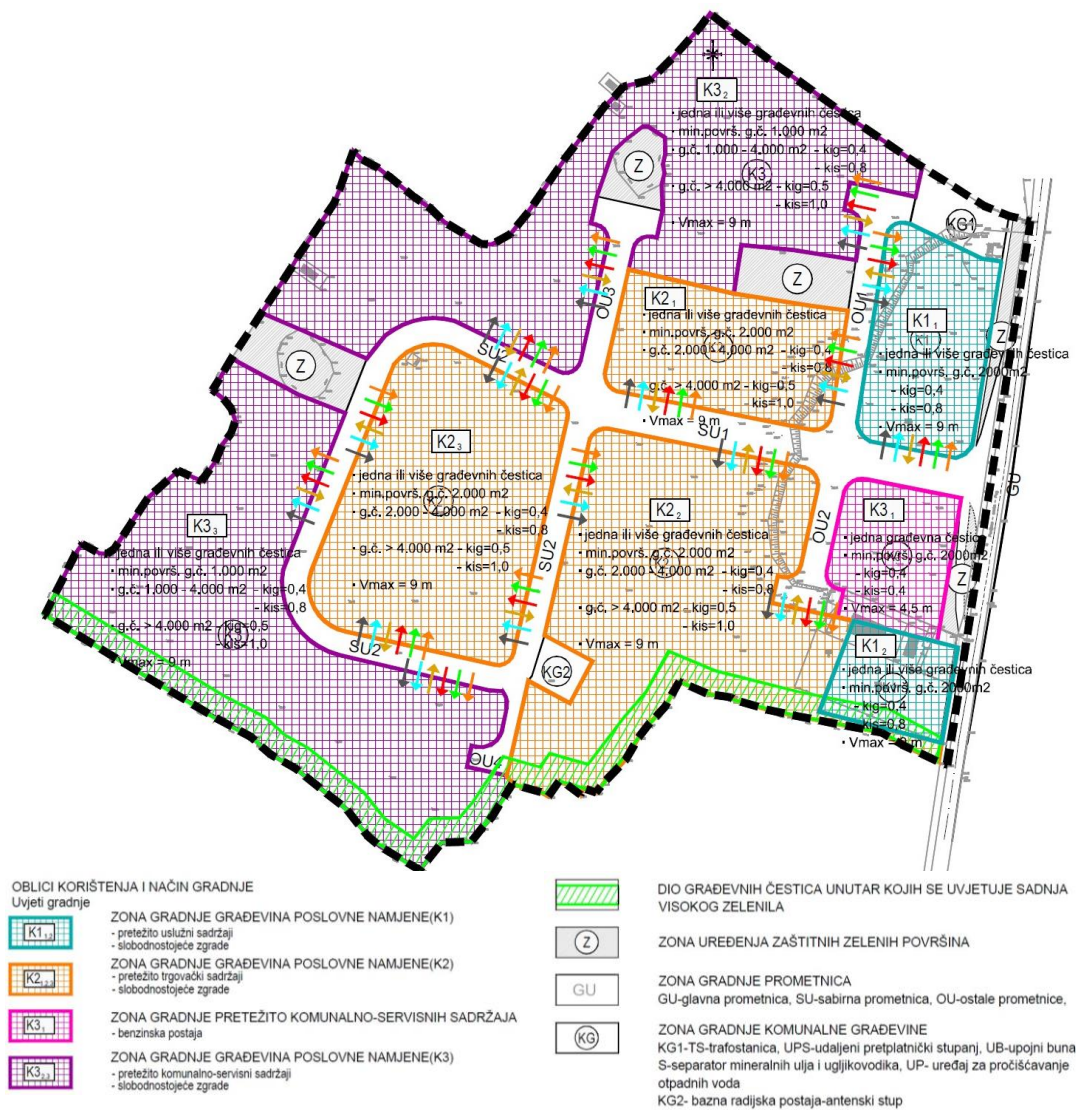 K3₂
• jedna ili više građevnih čestica
• min.površ. g.č. 1.000 m2
• g.č. 1.000 - 4.000 m2 - kig=0,4
- kis=0,8
K3
• g.č. > 4.000 m2 - kig=0,5
- kis=1,0
• Vmax = 9 m
Z
KG1
Z
OU3
OU1
K2₁
• jedna ili više građevnih čestica
• min.površ. g.č. 2.000 m2
• g.č. 2.000 - 4.000 m2 - kig=0,4
- kis=0,8
• g.č. > 4.000 m2 - kig=0,5
- kis=1,0
• Vmax = 9 m
K1₁
K1
• jedna ili više građevnih čestica
• min.površ. g.č. 2000m2
- kig=0,4
- kis=0,8
• Vmax = 9 m
Z
GU
SU2
Z
SU1
K2₃
• jedna ili više građevnih čestica
• min.površ. g.č. 2.000 m2
• g.č. 2.000 - 4.000 m2 - kig=0,4
- kis=0,8
• g.č. > 4.000 m2 - kig=0,5
- kis=1,0
• Vmax = 9 m
SU2
K2₂
• jedna ili više građevnih čestica
• min.površ. g.č. 2.000 m2
• g.č. 2.000 - 4.000 m2 - kig=0,4
- kis=0,8
• g.č. > 4.000 m2 - kig=0,5
- kis=1,0
• Vmax = 9 m
OU2
K3₁
• jedna građevna čestica
• min.površ. g.č. 2000m2
- kig=0,4
- kis=0,4
• Vmax = 4,5 m
Z
K3₃
• jedna ili više građevnih čestica
• min.površ. g.č. 1.000 m2
• g.č. 1.000 - 4.000 m2 - kig=0,4
- kis=0,8
• g.č. > 4.000 m2 - kig=0,5
- kis=1,0
K3
• Vmax = 9 m
SU2
KG2
K1₂
• jedna ili više građevnih čestica
• min.površ. g.č. 2000m2
- kig=0,4
- kis=0,8
• Vmax = 9 m
OU4
OBLICI KORIŠTENJA I NAČIN GRADNJE
Uvjeti gradnje
K1₁,₂
ZONA GRADNJE GRAĐEVINA POSLOVNE NAMJENE(K1)
- pretežito uslužni sadržaji
- slobodnostojeće zgrade
K2₁,₂,₃
ZONA GRADNJE GRAĐEVINA POSLOVNE NAMJENE(K2)
- pretežito trgovački sadržaji
- slobodnostojeće zgrade
K3₁
ZONA GRADNJE PRETEŽITO KOMUNALNO-SERVISNIH SADRŽAJA
- benzinska postaja
K3₂,₃
ZONA GRADNJE GRAĐEVINA POSLOVNE NAMJENE(K3)
- pretežito komunalno-servisni sadržaji
- slobodnostojeće zgrade
DIO GRAĐEVNIH ČESTICA UNUTAR KOJIH SE UVJETUJE SADNJA
VISOKOG ZELENILA
Z
ZONA UREĐENJA ZAŠTITNIH ZELENIH POVRŠINA
GU
ZONA GRADNJE PROMETNICA
GU-glavna prometnica, SU-sabirna prometnica, OU-ostale prometnice,
KG
ZONA GRADNJE KOMUNALNE GRAĐEVINE
KG1-TS-trafostanica, UPS-udaljeni pretplatnički stupanj, UB-upojni buna
S-separator mineralnih ulja i ugljikovodika, UP- uređaj za pročišćavanje
otpadnih voda
KG2- bazna radijska postaja-antenski stup